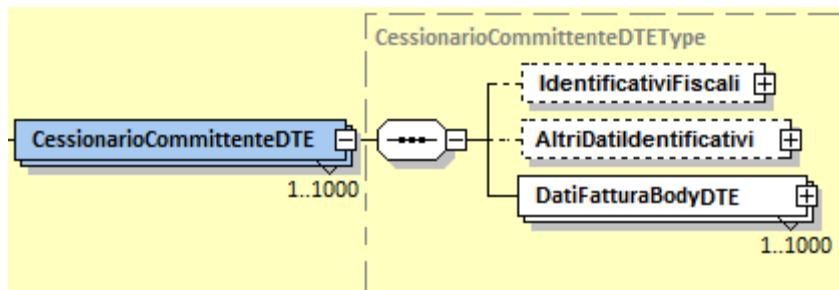 CessionarioCommittenteDTEType
IdentificativiFiscali
CessionarioCommittenteDTE
AltriDatiIdentificativi
1..1000
DatiFatturaBodyDTE
1..1000